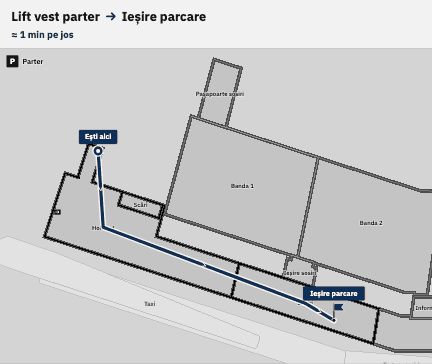 Lift vest parter → Ieșire parcare
≈ 1 min pe jos
P Parter
Pașapoarte sosiri
Ești aici
Banda 1
Scări
Banda 2
Ieșire sosiri
Ieșire parcare
Taxi